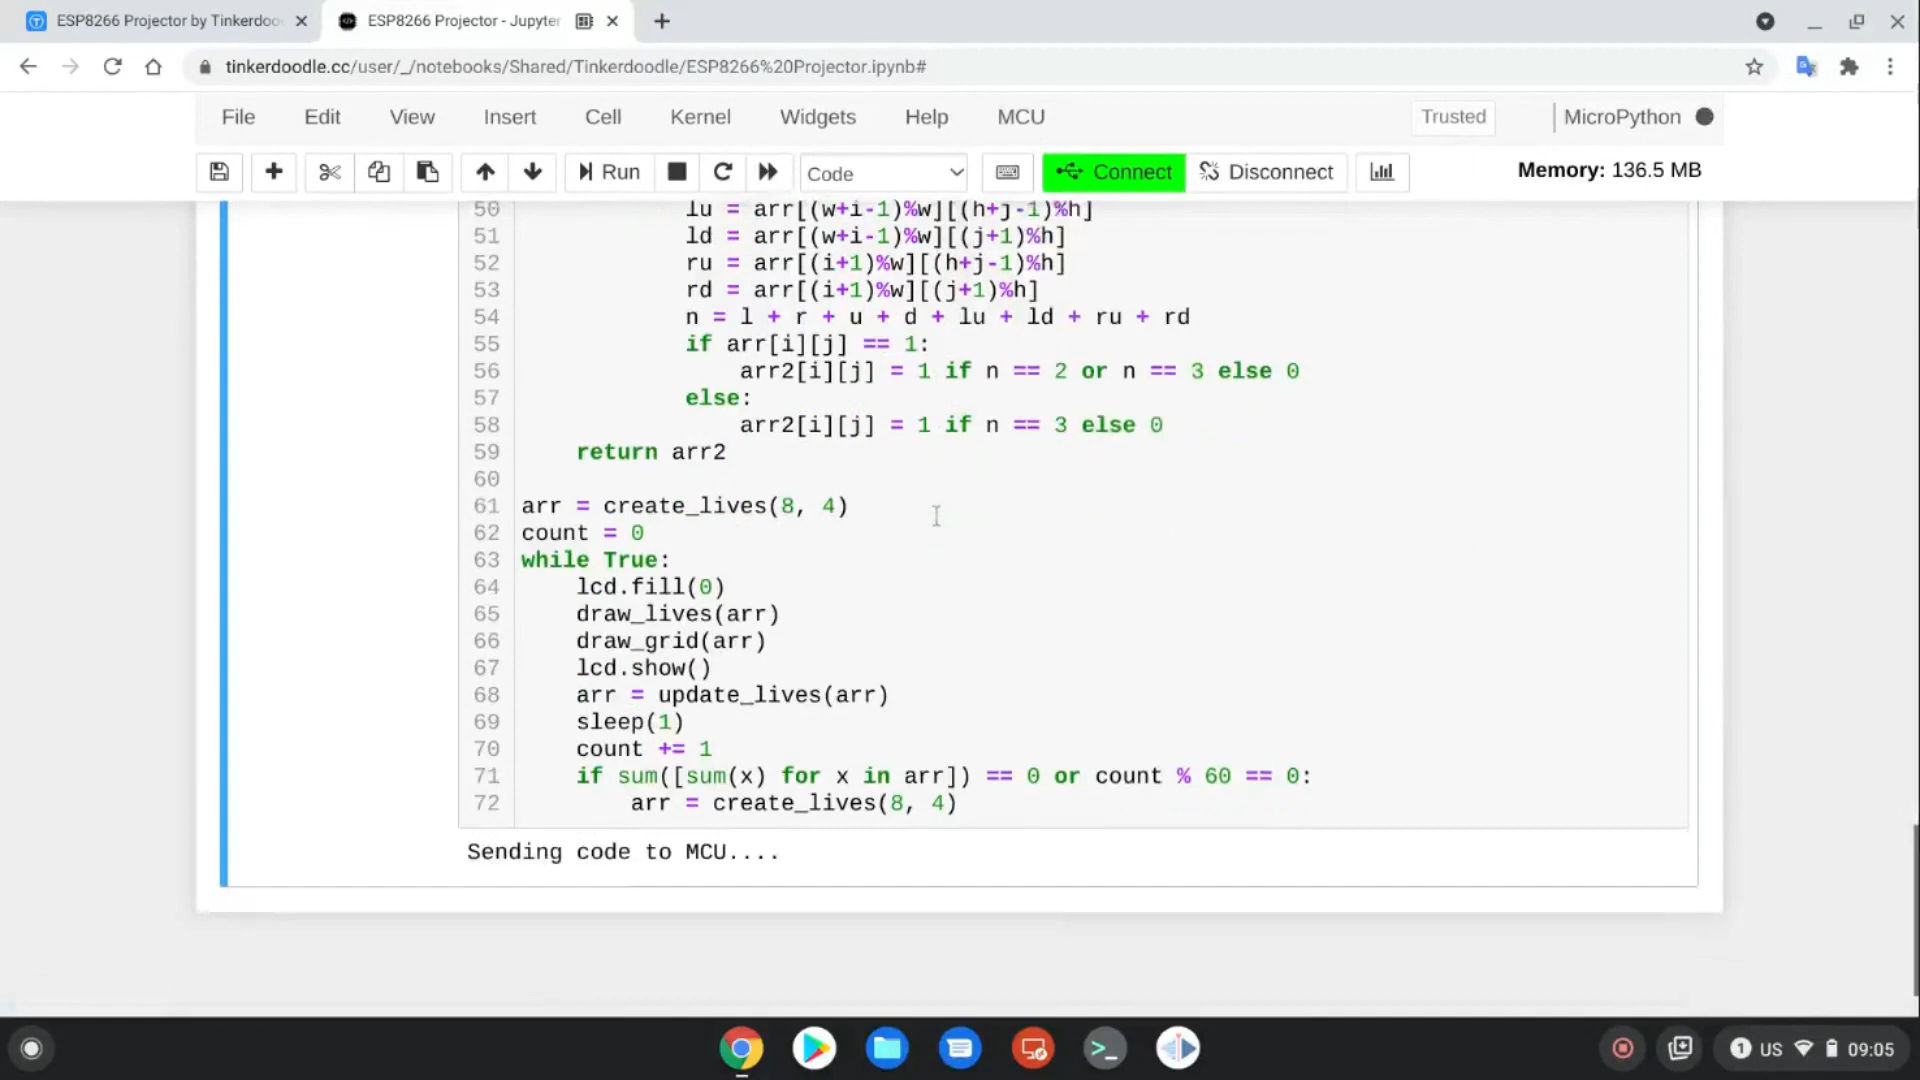 ESP8266 Projector by Tinkerdoo
ESP8266 Projector - Jupyter
tinkerdoodle.cc/user/_/notebooks/Shared/Tinkerdoodle/ESP8266%20Projector.ipynb#
File Edit View Insert Cell Kernel Widgets Help MCU Trusted MicroPython
Run Code Connect Disconnect Memory: 136.5 MB
50 lu = arr[(w+i-1)%w][(h+j-1)%h]
51 ld = arr[(w+i-1)%w][(j+1)%h]
52 ru = arr[(i+1)%w][(h+j-1)%h]
53 rd = arr[(i+1)%w][(j+1)%h]
54 n = l + r + u + d + lu + ld + ru + rd
55 if arr[i][j] == 1:
56 arr2[i][j] = 1 if n == 2 or n == 3 else 0
57 else:
58 arr2[i][j] = 1 if n == 3 else 0
59 return arr2
60
61 arr = create_lives(8, 4)
62 count = 0
63 while True:
64 lcd.fill(0)
65 draw_lives(arr)
66 draw_grid(arr)
67 lcd.show()
68 arr = update_lives(arr)
69 sleep(1)
70 count += 1
71 if sum([sum(x) for x in arr]) == 0 or count % 60 == 0:
72 arr = create_lives(8, 4)
Sending code to MCU....
1 US 09:05